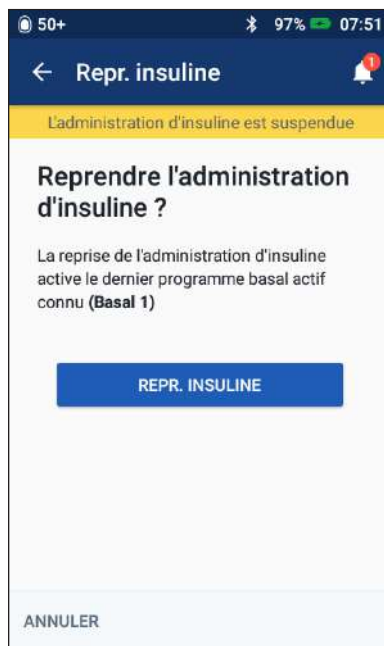 50+ 97% 07:51
Repr. insuline 1
L'administration d'insuline est suspendue
Reprendre l'administration
d'insuline ?
La reprise de l'administration d'insuline
active le dernier programme basal actif
connu (Basal 1)
REPR. INSULINE
ANNULER